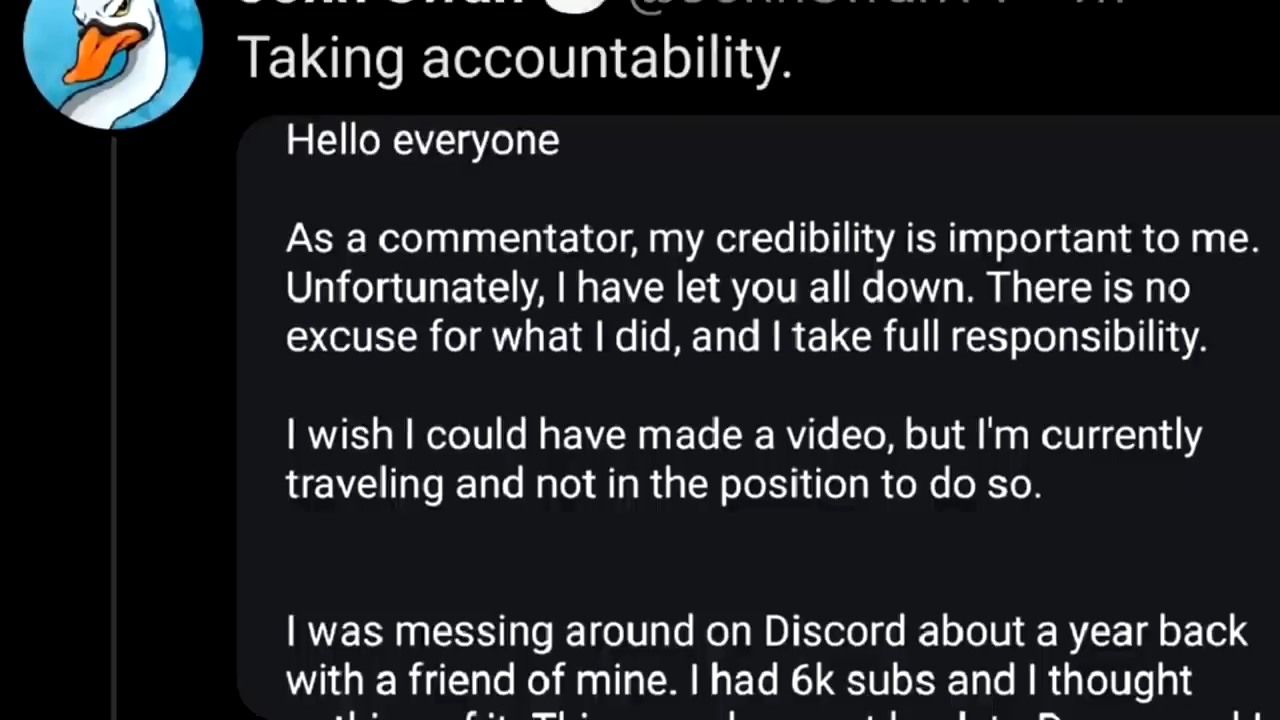 Taking accountability.
Hello everyone
As a commentator, my credibility is important to me.
Unfortunately, I have let you all down. There is no
excuse for what I did, and I take full responsibility.
I wish I could have made a video, but I'm currently
traveling and not in the position to do so.
I was messing around on Discord about a year back
with a friend of mine. I had 6k subs and I thought